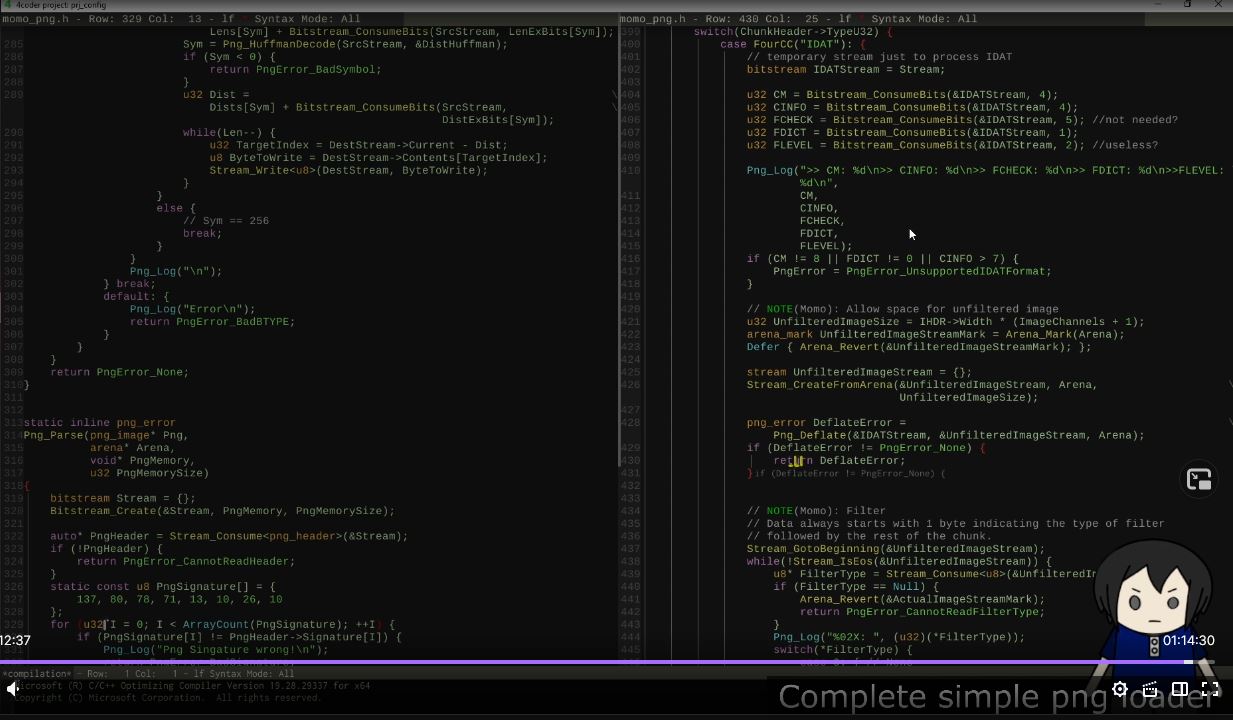 4coder project: prj_config
momo_png.h - Row: 329 Col: 13 - lf * Syntax Mode: All
Lens[Sym] + Bitstream_ConsumeBits(SrcStream, LenExBits[Sym]);
285 Sym = Png_HuffmanDecode(SrcStream, &DistHuffman);
286 if (Sym < 0) {
287 return PngError_BadSymbol;
288 }
289 u32 Dist =
Dists[Sym] + Bitstream_ConsumeBits(SrcStream,
DistExBits[Sym]);
290 while(Len--) {
291 u32 TargetIndex = DestStream->Current - Dist;
292 u8 ByteToWrite = DestStream->Contents[TargetIndex];
293 Stream_Write<u8>(DestStream, ByteToWrite);
294 }
295 }
296 else {
297 // Sym == 256
298 break;
299 }
300 }
301 Png_Log("\n");
302 } break;
303 default: {
304 Png_Log("Error\n");
305 return PngError_BadBTYPE;
306 }
307 }
308 }
309 return PngError_None;
310 }
311
312
313 static inline png_error
314 Png_Parse(png_image* Png,
315 arena* Arena,
316 void* PngMemory,
317 u32 PngMemorySize)
318 {
319 bitstream Stream = {};
320 Bitstream_Create(&Stream, PngMemory, PngMemorySize);
321
322 auto* PngHeader = Stream_Consume<png_header>(&Stream);
323 if (!PngHeader) {
324 return PngError_CannotReadHeader;
325 }
326 static const u8 PngSignature[] = {
327 137, 80, 78, 71, 13, 10, 26, 10
328 };
329 for (u32 I = 0; I < ArrayCount(PngSignature); ++I) {
330 if (PngSignature[I] != PngHeader->Signature[I]) {
331 Png_Log("Png Singature wrong!\n");
momo_png.h - Row: 430 Col: 25 - lf * Syntax Mode: All
399 switch(ChunkHeader->TypeU32) {
400 case FourCC("IDAT"): {
401 // temporary stream just to process IDAT
402 bitstream IDATStream = Stream;
403
404 u32 CM = Bitstream_ConsumeBits(&IDATStream, 4);
405 u32 CINFO = Bitstream_ConsumeBits(&IDATStream, 4);
406 u32 FCHECK = Bitstream_ConsumeBits(&IDATStream, 5); //not needed?
407 u32 FDICT = Bitstream_ConsumeBits(&IDATStream, 1);
408 u32 FLEVEL = Bitstream_ConsumeBits(&IDATStream, 2); //useless?
409
410 Png_Log(">> CM: %d\n>> CINFO: %d\n>> FCHECK: %d\n>> FDICT: %d\n>>FLEVEL:
%d\n",
411 CM,
412 CINFO,
413 FCHECK,
414 FDICT,
415 FLEVEL);
416 if (CM != 8 || FDICT != 0 || CINFO > 7) {
417 PngError = PngError_UnsupportedIDATFormat;
418 }
419
420 // NOTE(Momo): Allow space for unfiltered image
421 u32 UnfilteredImageSize = IHDR->Width * (ImageChannels + 1);
422 arena_mark UnfilteredImageStreamMark = Arena_Mark(Arena);
423 Defer { Arena_Revert(&UnfilteredImageStreamMark); };
424
425 stream UnfilteredImageStream = {};
426 Stream_CreateFromArena(&UnfilteredImageStream, Arena,
UnfilteredImageSize);
427
428 png_error DeflateError =
Png_Deflate(&IDATStream, &UnfilteredImageStream, Arena);
429 if (DeflateError != PngError_None) {
430 return DeflateError;
431 } if (DeflateError != PngError_None) {
432
433
434 // NOTE(Momo): Filter
435 // Data always starts with 1 byte indicating the type of filter
436 // followed by the rest of the chunk.
437 Stream_GotoBeginning(&UnfilteredImageStream);
438 while(!Stream_IsEos(&UnfilteredImageStream)) {
439 u8* FilterType = Stream_Consume<u8>(&UnfilteredIm
440 if (FilterType == Null) {
441 Arena_Revert(&ActualImageStreamMark);
442 return PngError_CannotReadFilterType;
443 }
444 Png_Log("%02X: ", (u32)(*FilterType));
445 switch(*FilterType) {
12:37
01:14:30
*compilation* - Row: 1 Col: 1 - lf Syntax Mode: All
Microsoft (R) C/C++ Optimizing Compiler Version 19.28.29337 for x64
Copyright (C) Microsoft Corporation. All rights reserved.
Complete simple png loader